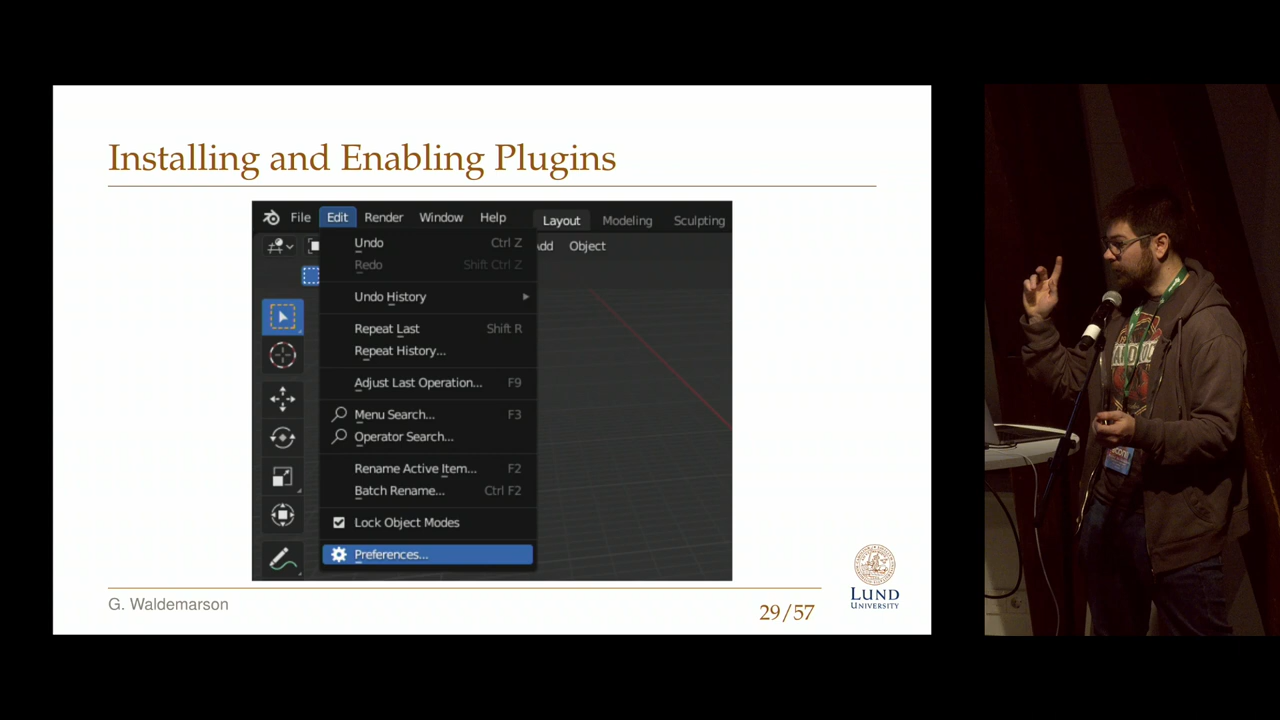 Installing and Enabling Plugins
File Edit Render Window Help Layout Modeling Sculpting
Object
Undo Ctrl Z
Redo Shift Ctrl Z
Undo History
Repeat Last Shift R
Repeat History...
Adjust Last Operation... F9
Menu Search... F3
Operator Search...
Rename Active Item... F2
Batch Rename... Ctrl F2
Lock Object Modes
Preferences...
G. Waldemarson
29/57
LUND
UNIVERSITY